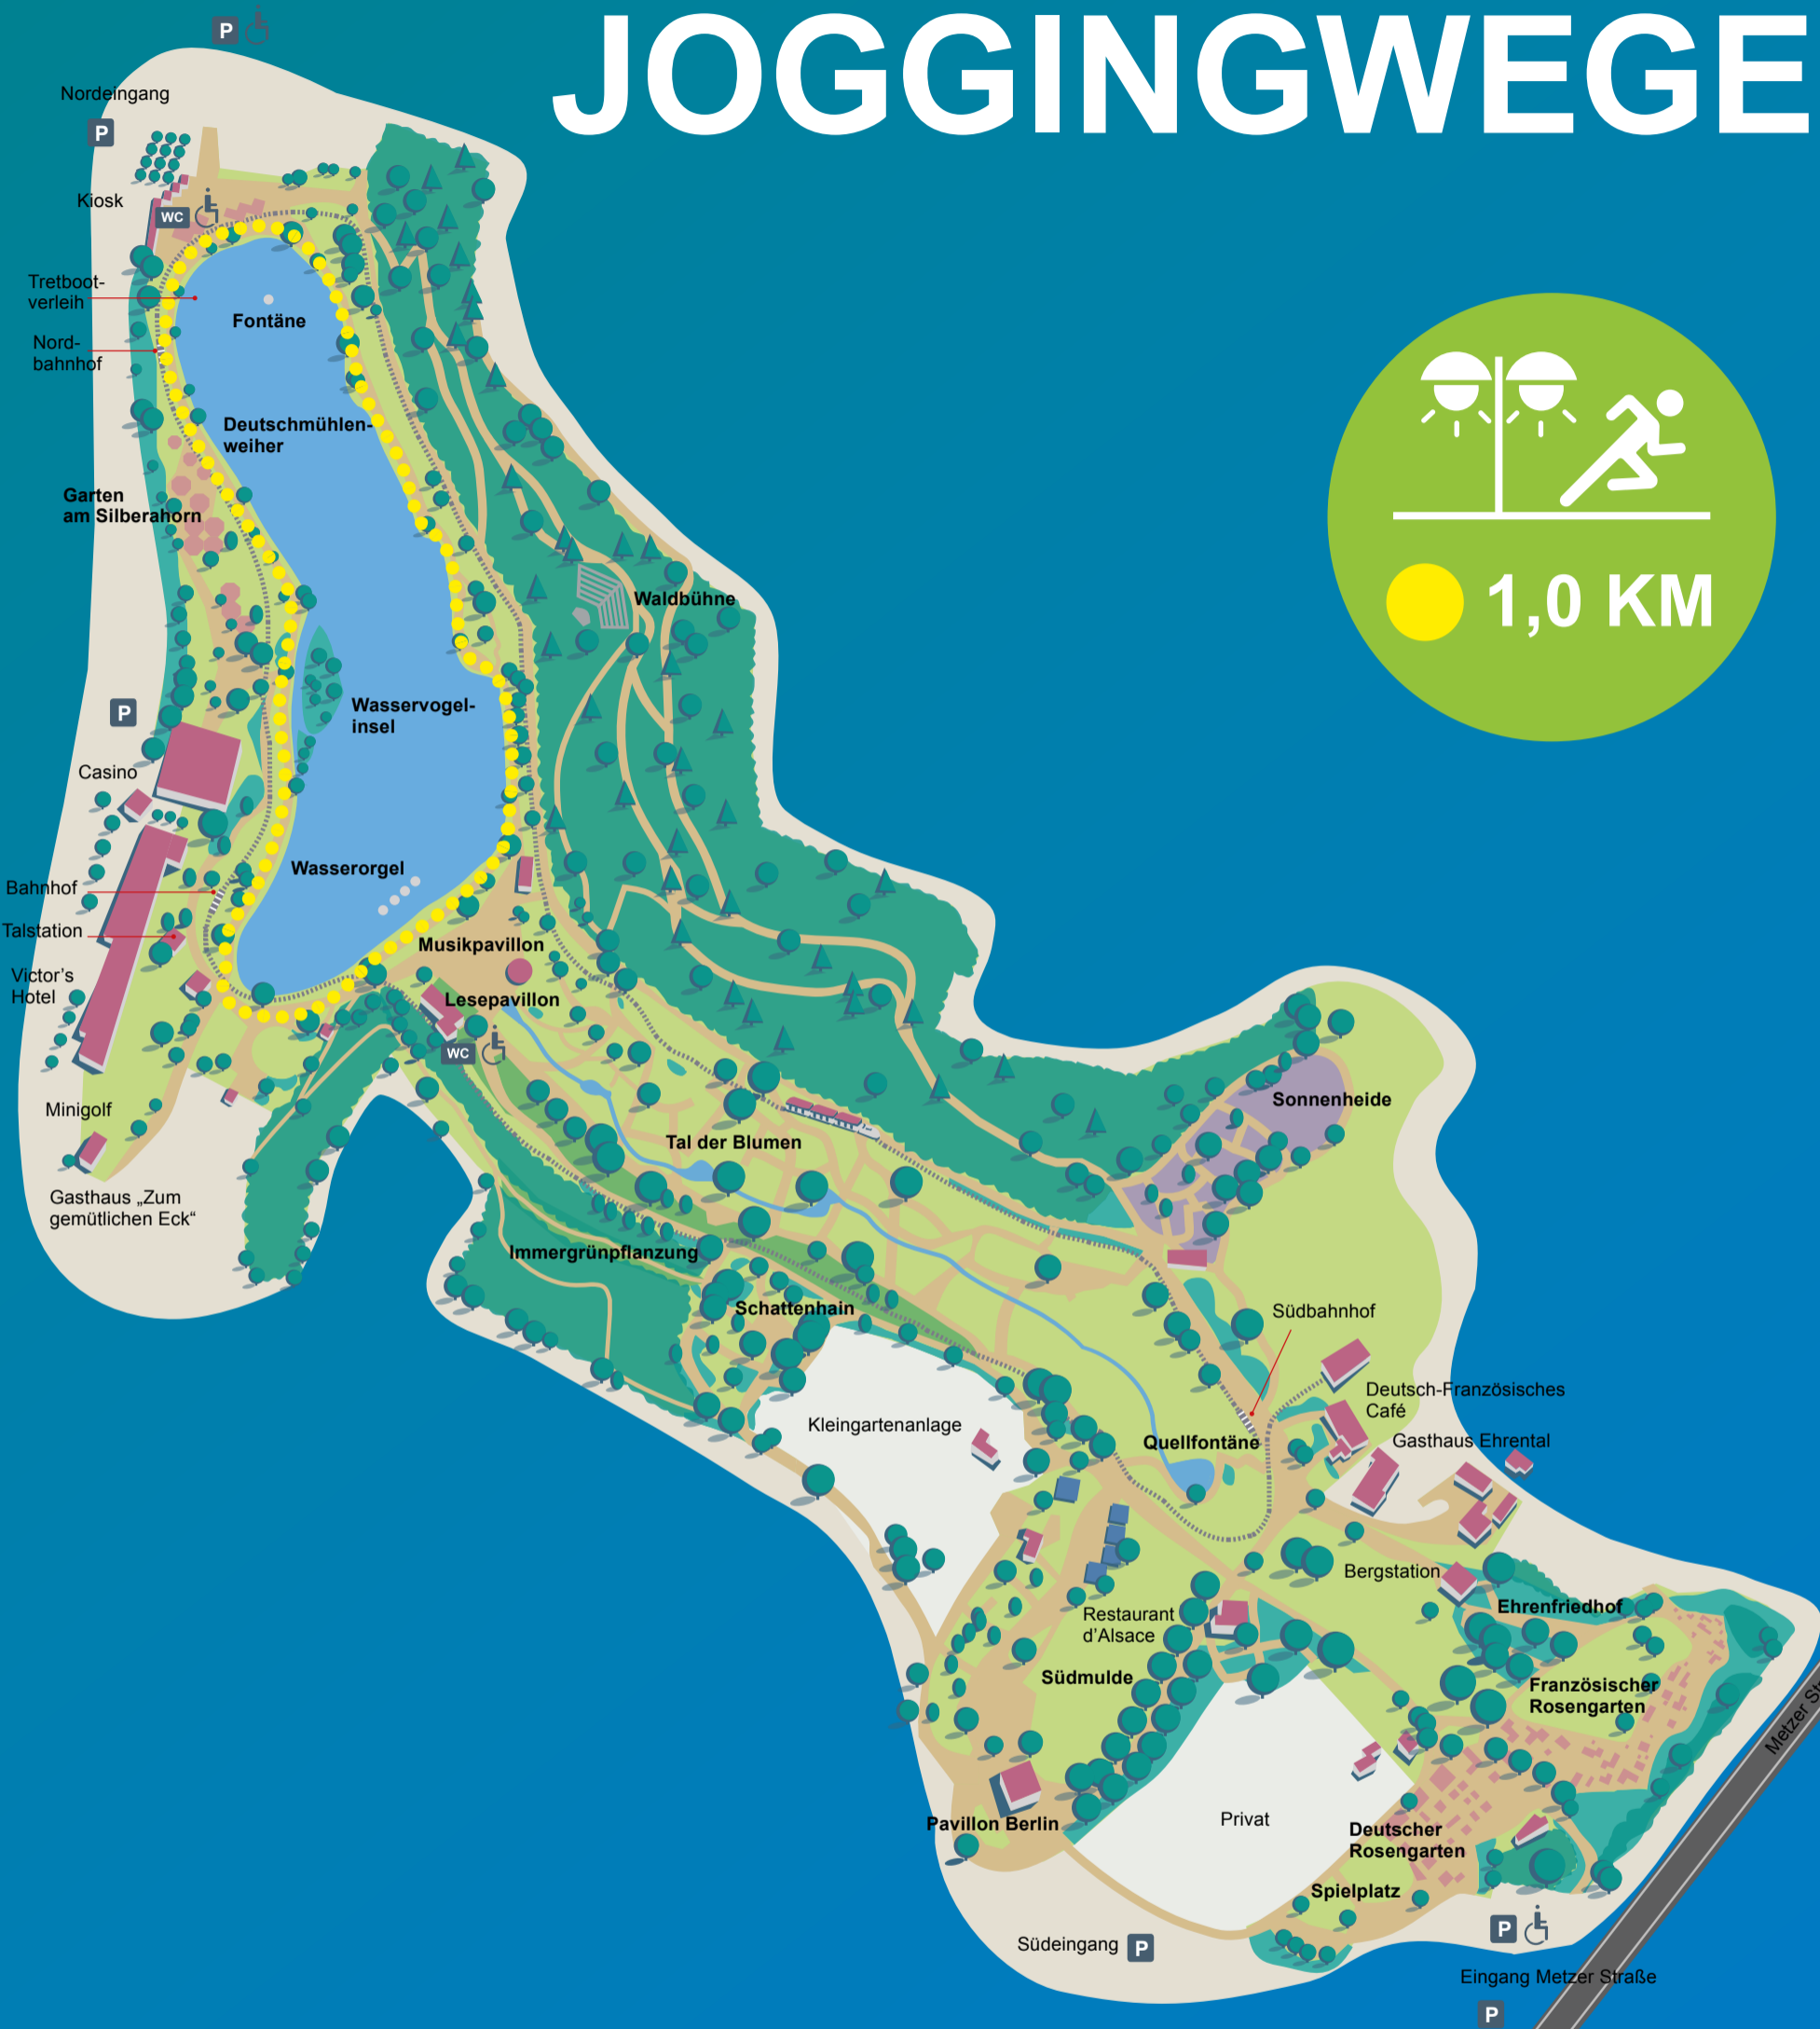 JOGGINGWEGE
P
Nordeingang
P
Kiosk
WC
Tretboot-
verleih
Fontäne
Nord-
bahnhof
Deutschmühlen-
weiher
Garten
am Silberahorn
1,0 KM
Waldbühne
P
Wasservogel-
insel
Casino
Wasserorgel
Bahnhof
Talstation
Musikpavillon
Victor's
Hotel
Lesepavillon
WC
Minigolf
Sonnenheide
Tal der Blumen
Gasthaus „Zum
gemütlichen Eck“
Immergrünpflanzung
Schattenhain
Südbahnhof
Deutsch-Französisches
Café
Kleingartenanlage
Quellfontäne
Gasthaus Ehrental
Bergstation
Ehrenfriedhof
Restaurant
d'Alsace
Südmulde
Französischer
Rosengarten
Pavillon Berlin
Privat
Deutscher
Rosengarten
Spielplatz
Südeingang P
P
Eingang Metzer Straße
P